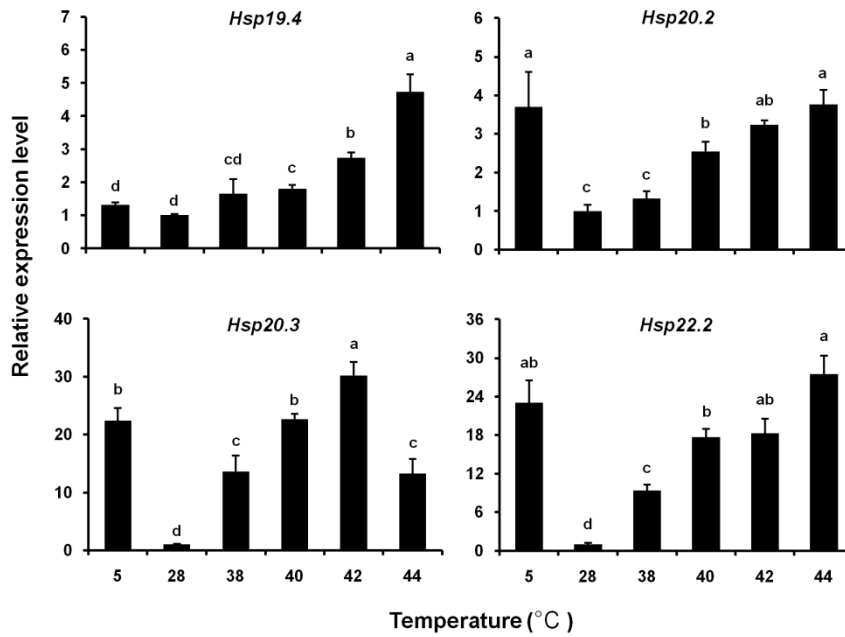 Hsp19.4
7
6
5
4
3
2
1
0
d d cd c b a
Hsp20.2
6
5
4
3
2
1
0
a c c b ab a
Relative expression level
Hsp20.3
40
30
20
10
0
b d c b a c
5 28 38 40 42 44
Hsp22.2
36
30
24
18
12
6
0
ab d c b ab a
5 28 38 40 42 44
Temperature (°C)